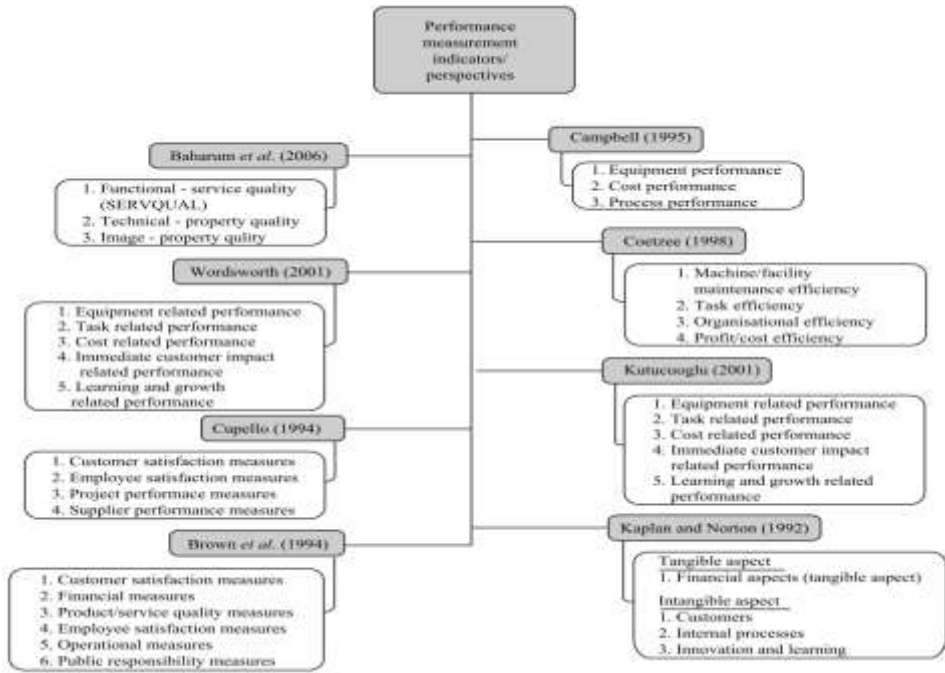 Performance
measurement
indicators/
perspectives
Baharum et al. (2006)
1. Functional - service quality
(SERVQUAL)
2. Technical - property quality
3. Image - property qulity
Wordsworth (2001)
1. Equipment related performance
2. Task related performance
3. Cost related performance
4. Immediate customer impact
related performance
5. Learning and growth
related performance
Cupello (1994)
1. Customer satisfaction measures
2. Employee satisfaction measures
3. Project performace measures
4. Supplier performance measures
Brown et al. (1994)
1. Customer satisfaction measures
2. Financial measures
3. Product/service quality measures
4. Employee satisfaction measures
5. Operational measures
6. Public responsibility measures
Campbell (1995)
1. Equipment performance
2. Cost performance
3. Process performance
Coetzee (1998)
1. Machine/facility
maintenance efficiency
2. Task efficiency
3. Organisational efficiency
4. Profit/cost efficiency
Kutucuoglu (2001)
1. Equipment related performance
2. Task related performance
3. Cost related performance
4. Immediate customer impact
related performance
5. Learning and growth related
performance
Kaplan and Norton (1992)
Tangible aspect
1. Financial aspects (tangible aspect)
Intangible aspect
1. Customers
2. Internal processes
3. Innovation and learning